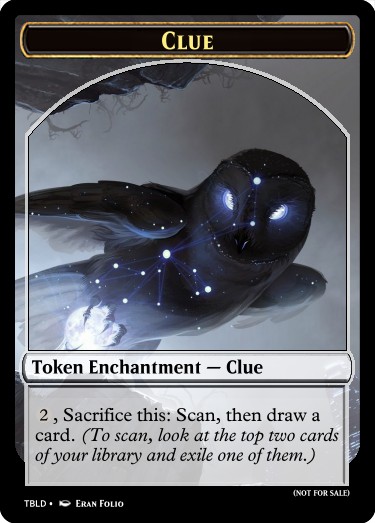 CLUE
Token Enchantment — Clue
2 , Sacrifice this: Scan, then draw a
card. (To scan, look at the top two cards
of your library and exile one of them.)
(NOT FOR SALE)
TBLD • ERAN FOLIO